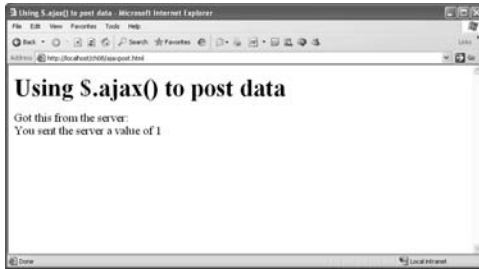 Using $.ajax() to post data - Microsoft Internet Explorer
File Edit View Favorites Tools Help
Back Search Favorites
Address http://localhost/ch08/ajaxpost.html Go Links
Using $.ajax() to post data
Got this from the server:
You sent the server a value of 1
Done Local intranet